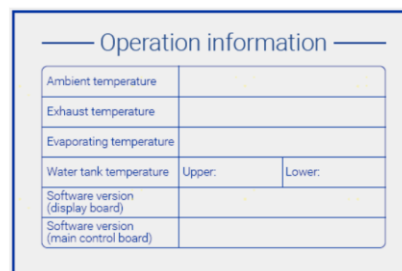 Operation information
Ambient temperature
Exhaust temperature
Evaporating temperature
Water tank temperature Upper: Lower:
Software version
(display board)
Software version
(main control board)